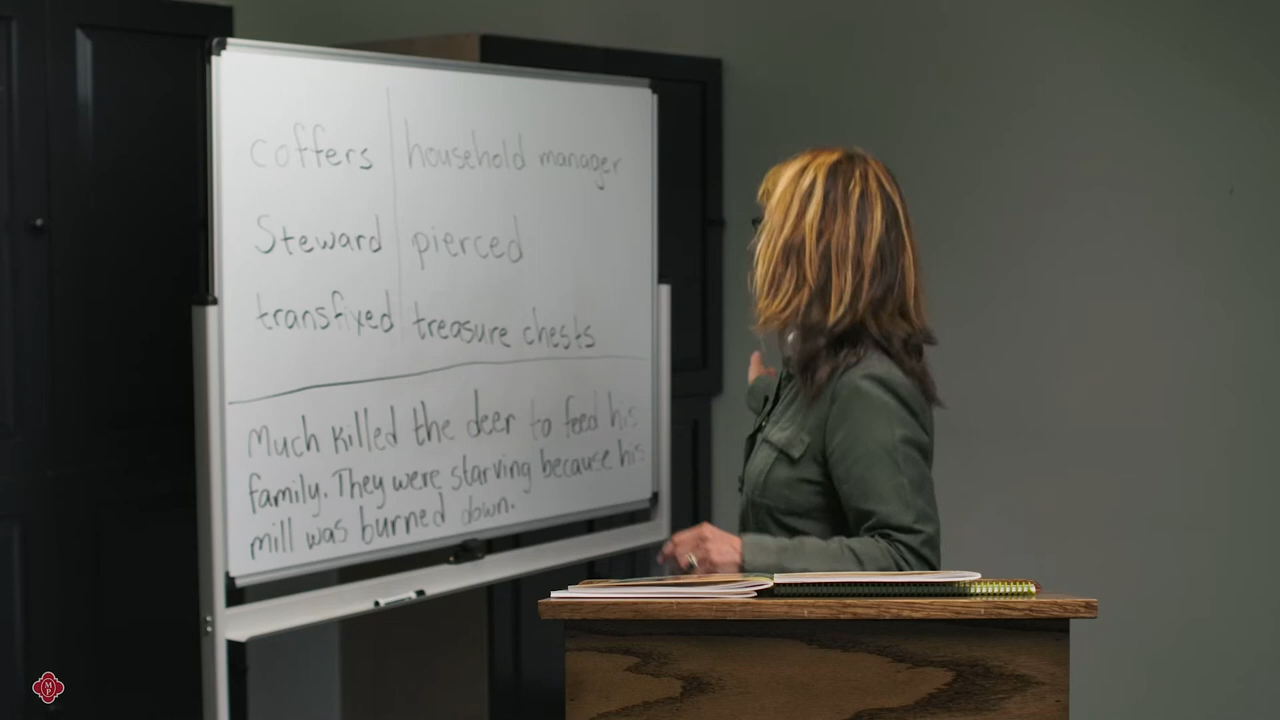 coffers household manager
Steward pierced
transfixed treasure chests
Much killed the deer to feed his
family. They were starving because his
mill was burned down.
MP